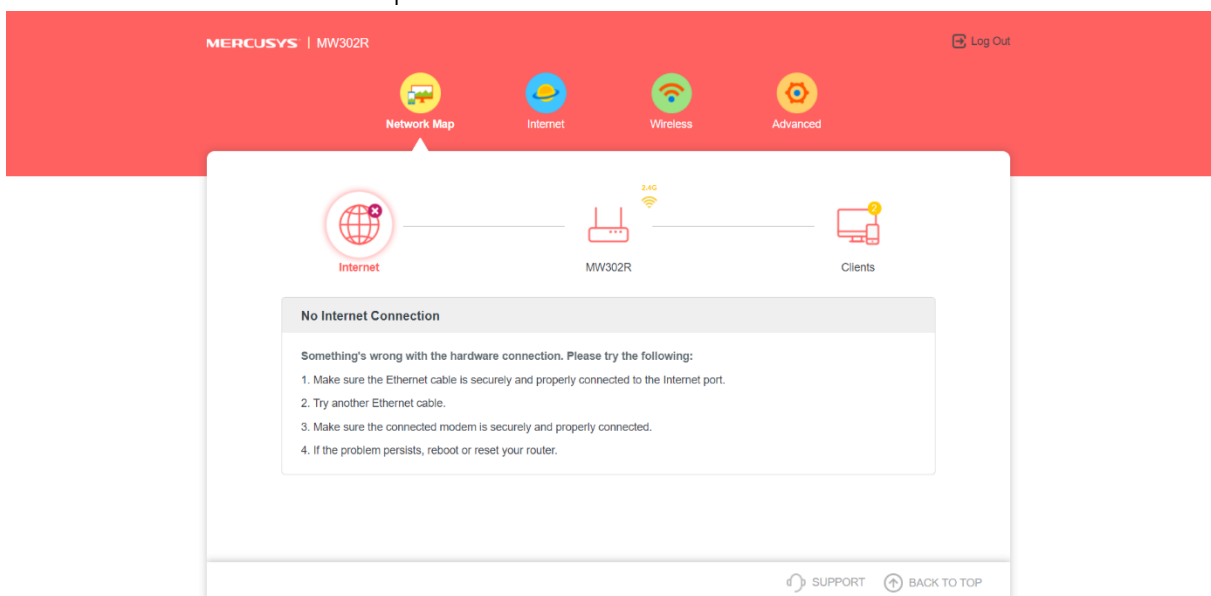 MERCUSYS | MW302R
Log Out
Network Map
Internet
Wireless
Advanced
2.4G
2
Internet
MW302R
Clients
No Internet Connection
Something's wrong with the hardware connection. Please try the following:
1. Make sure the Ethernet cable is securely and properly connected to the Internet port.
2. Try another Ethernet cable.
3. Make sure the connected modem is securely and properly connected.
4. If the problem persists, reboot or reset your router.
SUPPORT
BACK TO TOP